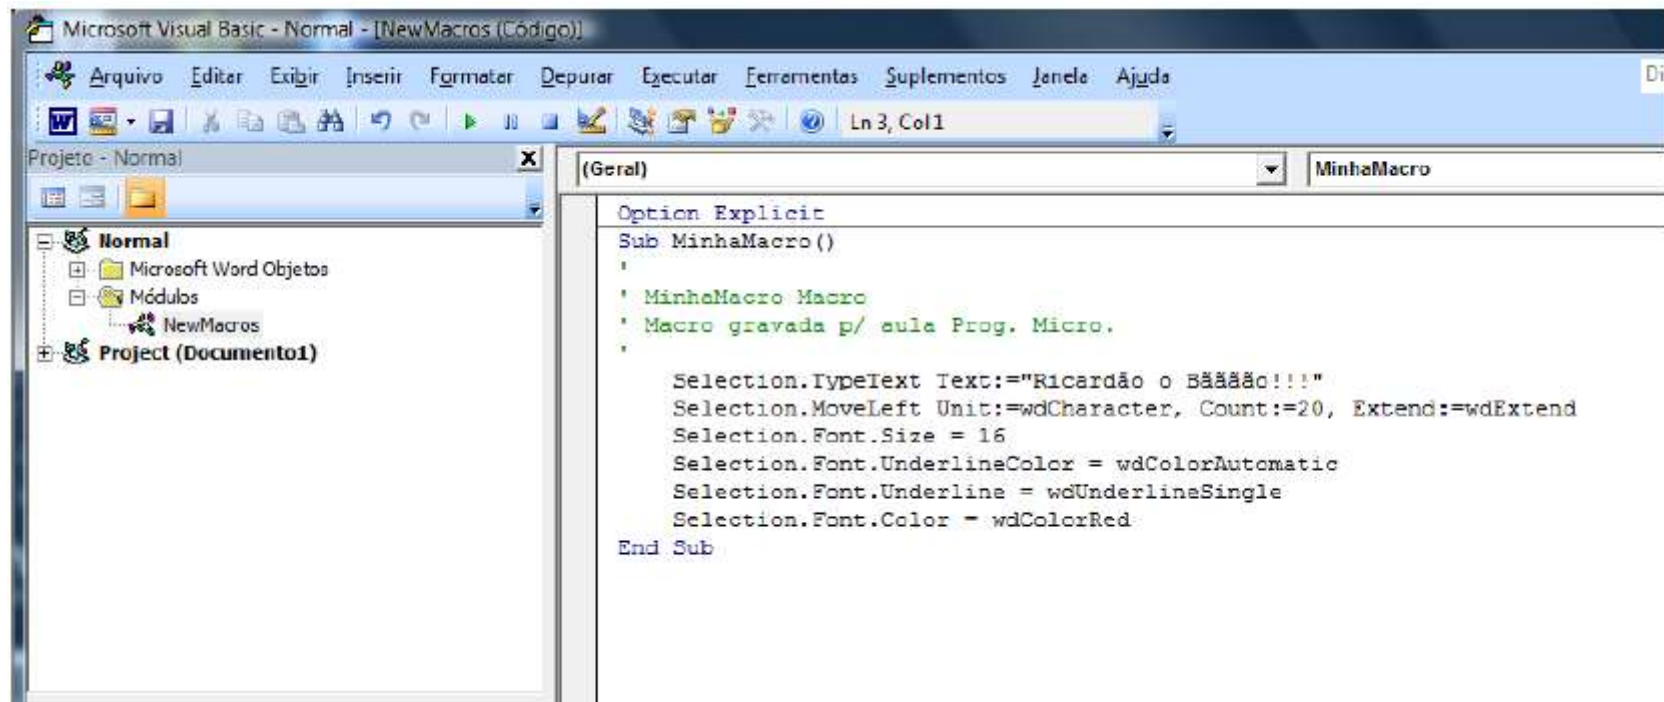 Microsoft Visual Basic - Normal - [NewMacros (Código)]
Arquivo Editar Exibir Inserir Formatar Depurar Executar Ferramentas Suplementos Janela Ajuda Di
Ln 3, Col 1
Projeto - Normal
(Geral) MinhaMacro
Normal
Microsoft Word Objetos
Módulos
NewMacros
Project (Documento1)
Option Explicit
Sub MinhaMacro()
'
' MinhaMacro Macro
' Macro gravada p/ aula Prog. Micro.
'
Selection.TypeText Text:="Ricardão o Bããããão!!!"
Selection.MoveLeft Unit:=wdCharacter, Count:=20, Extend:=wdExtend
Selection.Font.Size = 16
Selection.Font.UnderlineColor = wdColorAutomatic
Selection.Font.Underline = wdUnderlineSingle
Selection.Font.Color = wdColorRed
End Sub